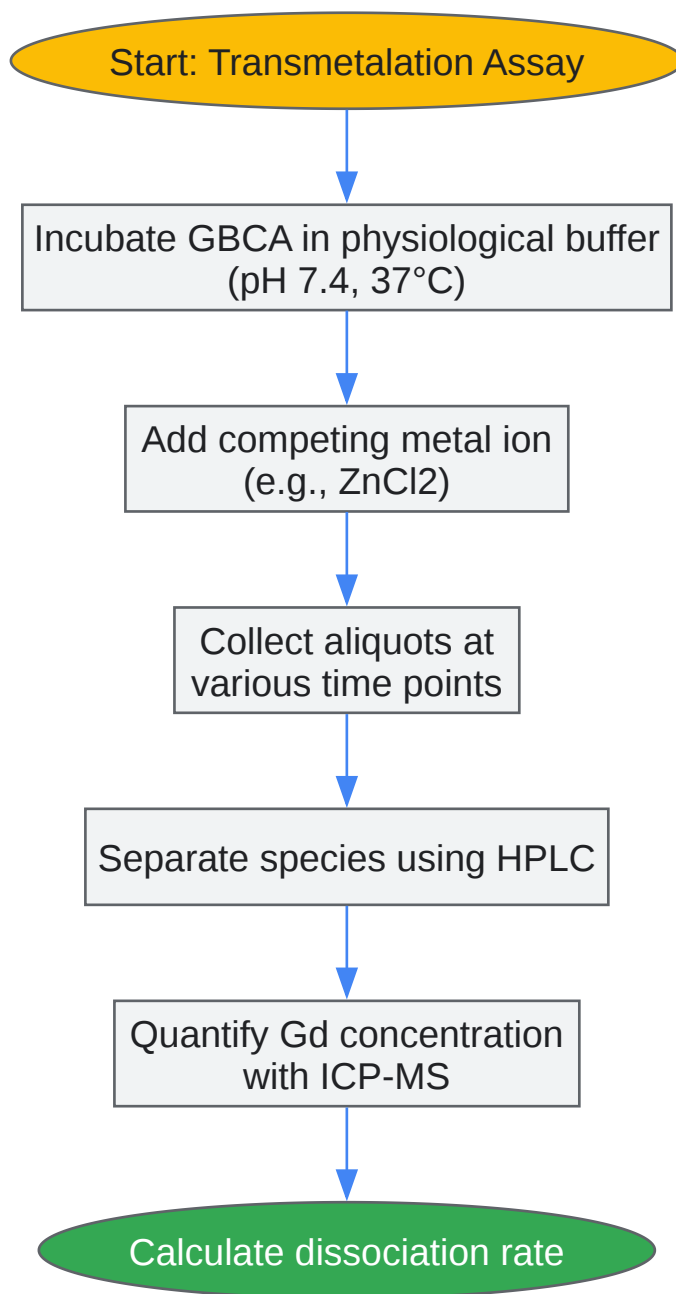 Start: Transmetalation Assay
Incubate GBCA in physiological buffer
(pH 7.4, 37°C)
Add competing metal ion
(e.g., ZnCl2)
Collect aliquots at
various time points
Separate species using HPLC
Quantify Gd concentration
with ICP-MS
Calculate dissociation rate